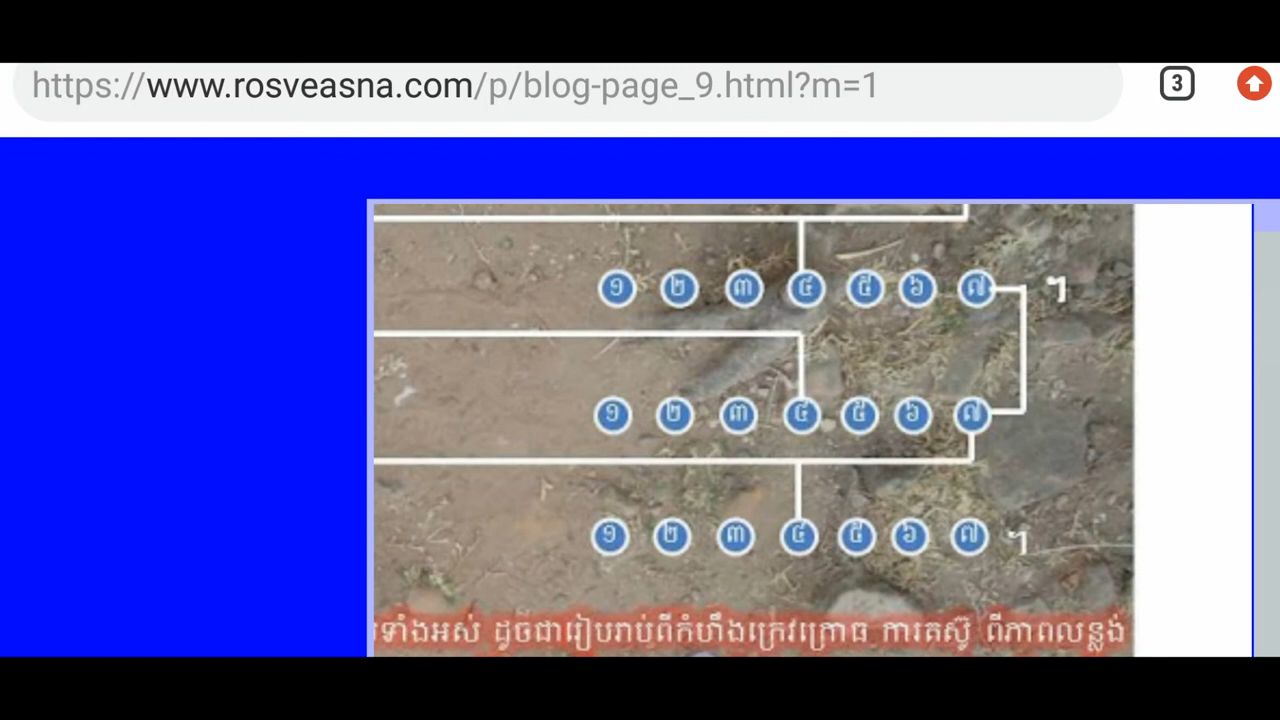 https://www.rosveasna.com/p/blog-page_9.html?m=1
3
១ ២ ៣ ៤ ៥ ៦ ៧ ។
១ ២ ៣ ៤ ៥ ៦ ៧
១ ២ ៣ ៤ ៥ ៦ ៧ ។
ទាំងអស់ ដូចជារៀបរាប់ពីកំហឹងក្រេវក្រោធ ការតស៊ូ ពីភាពលន្លង់